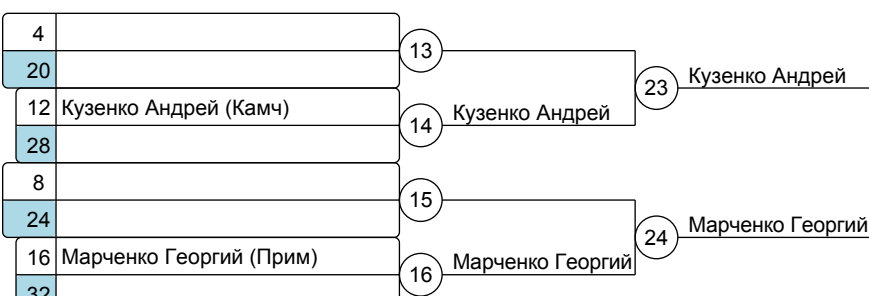 4
13
20
23 Кузенко Андрей
12 Кузенко Андрей (Камч)
14 Кузенко Андрей
28
8
15
24
24 Марченко Георгий
16 Марченко Георгий (Прим)
16 Марченко Георгий
32